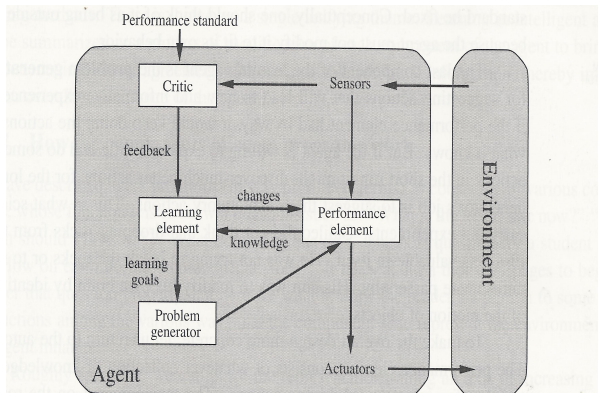 Performance standard
Critic
Sensors
feedback
changes
Learning
element
Performance
element
knowledge
learning
goals
Problem
generator
Environment
Agent
Actuators